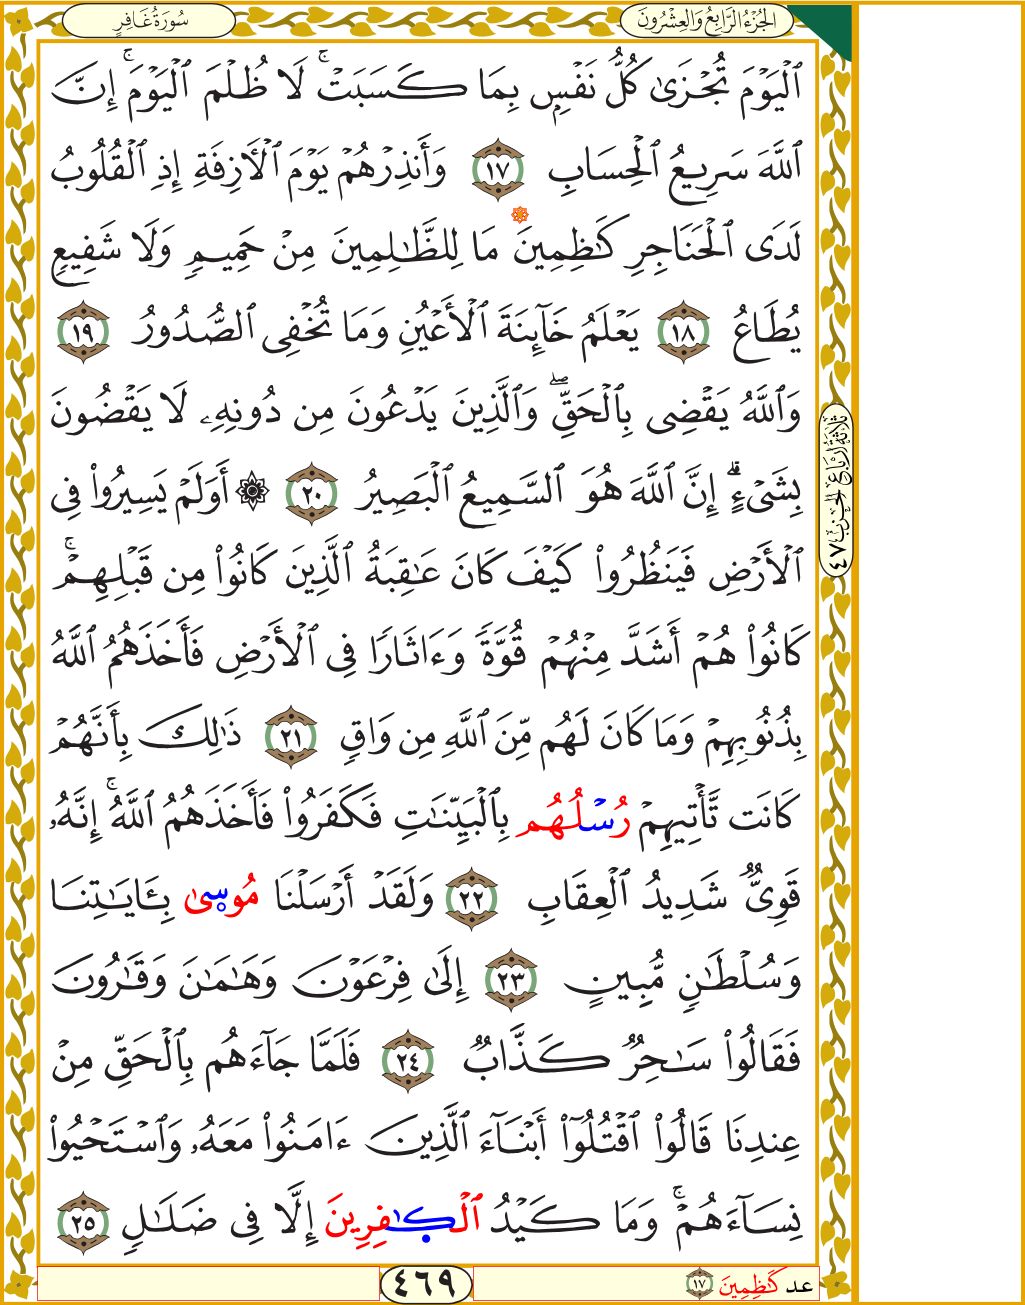 الجُزْءُ الرَّابِعُ وَالعِشْرُونَ
سُورَةُ غَافِرٍ
ٱلۡيَوۡمَ تُجۡزَىٰ كُلُّ نَفۡسِۭ بِمَا كَسَبَتۡۚ لَا ظُلۡمَ ٱلۡيَوۡمَۚ إِنَّ
ٱللَّهَ سَرِيعُ ٱلۡحِسَابِ ١٧ وَأَنذِرۡهُمۡ يَوۡمَ ٱلۡأٓزِفَةِ إِذِ ٱلۡقُلُوبُ
لَدَى ٱلۡحَنَاجِرِ كَٰظِمِينَ مَا لِلظَّٰلِمِينَ مِنۡ حَمِيمٖ وَلَا شَفِيعٖ
يُطَاعُ ١٨ يَعۡلَمُ خَآئِنَةَ ٱلۡأَعۡيُنِ وَمَا تُخۡفِي ٱلصُّدُورُ ١٩
وَٱللَّهُ يَقۡضِي بِٱلۡحَقِّۖ وَٱلَّذِينَ يَدۡعُونَ مِن دُونِهِۦ لَا يَقۡضُونَ
بِشَيۡءٍۗ إِنَّ ٱللَّهَ هُوَ ٱلسَّمِيعُ ٱلۡبَصِيرُ ٢٠ ۞ أَوَلَمۡ يَسِيرُواْ فِي
ٱلۡأَرۡضِ فَيَنظُرُواْ كَيۡفَ كَانَ عَٰقِبَةُ ٱلَّذِينَ كَانُواْ مِن قَبۡلِهِمۡۚ
كَانُواْ هُمۡ أَشَدَّ مِنۡهُمۡ قُوَّةٗ وَءَاثَارٗا فِي ٱلۡأَرۡضِ فَأَخَذَهُمُ ٱللَّهُ
بِذُنُوبِهِمۡ وَمَا كَانَ لَهُم مِّنَ ٱللَّهِ مِن وَاقٖ ٢١ ذَٰلِكَ بِأَنَّهُمۡ
كَانَت تَّأۡتِيهِمۡ رُسۡلُهُم بِٱلۡبَيِّنَٰتِ فَكَفَرُواْ فَأَخَذَهُمُ ٱللَّهُۚ إِنَّهُۥ
قَوِيّٞ شَدِيدُ ٱلۡعِقَابِ ٢٢ وَلَقَدۡ أَرۡسَلۡنَا مُوسىٰ بِـَٔايَٰتِنَا
وَسُلۡطَٰنٖ مُّبِينٍ ٢٣ إِلَىٰ فِرۡعَوۡنَ وَهَٰمَٰنَ وَقَٰرُونَ
فَقَالُواْ سَٰحِرٞ كَذَّابٞ ٢٤ فَلَمَّا جَآءَهُم بِٱلۡحَقِّ مِنۡ
عِندِنَا قَالُواْ ٱقۡتُلُوٓاْ أَبۡنَآءَ ٱلَّذِينَ ءَامَنُواْ مَعَهُۥ وَٱسۡتَحۡيُواْ
نِسَآءَهُمۡۚ وَمَا كَيۡدُ ٱلۡكَٰفِرِينَ إِلَّا فِي ضَلَٰلٖ ٢٥
ثَلَاثَةُ أَرْبَاعِ الحِزْبِ ٤٧
عد كَٰظِمِينَ ١٧
٤٦٩